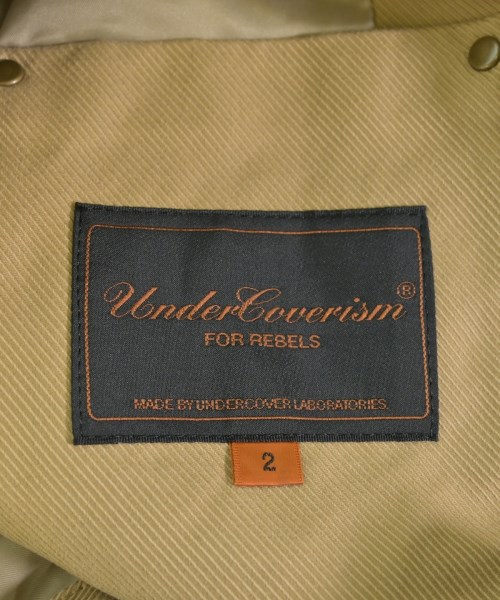 UnderCoverism®
FOR REBELS
MADE BY UNDERCOVER LABORATORIES.
2